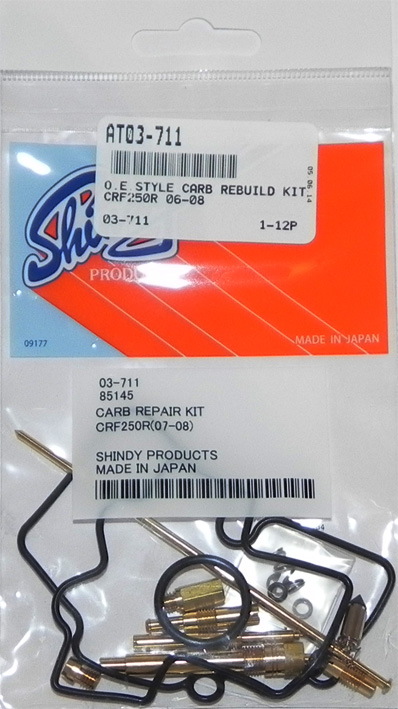 AT03-711
O.E STYLE CARB REBUILD KIT
CRF250R 06-08
03-711
1-12P
05 06 14
Shin
PRODU
09177
MADE IN JAPAN
03-711
85145
CARB REPAIR KIT
CRF250R(07-08)
SHINDY PRODUCTS
MADE IN JAPAN